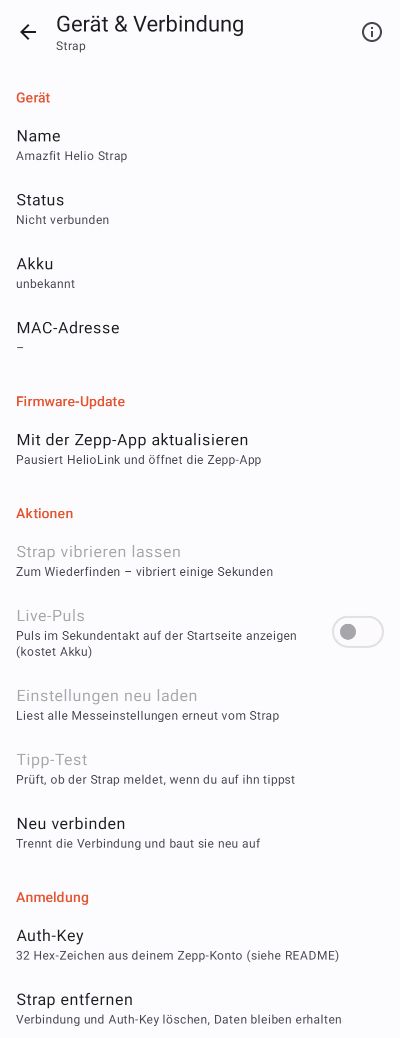 Gerät & Verbindung
Strap
Gerät
Name
Amazfit Helio Strap
Status
Nicht verbunden
Akku
unbekannt
MAC-Adresse
–
Firmware-Update
Mit der Zepp-App aktualisieren
Pausiert HelioLink und öffnet die Zepp-App
Aktionen
Strap vibrieren lassen
Zum Wiederfinden – vibriert einige Sekunden
Live-Puls
Puls im Sekundentakt auf der Startseite anzeigen
(kostet Akku)
Einstellungen neu laden
Liest alle Messeinstellungen erneut vom Strap
Tipp-Test
Prüft, ob der Strap meldet, wenn du auf ihn tippst
Neu verbinden
Trennt die Verbindung und baut sie neu auf
Anmeldung
Auth-Key
32 Hex-Zeichen aus deinem Zepp-Konto (siehe README)
Strap entfernen
Verbindung und Auth-Key löschen, Daten bleiben erhalten